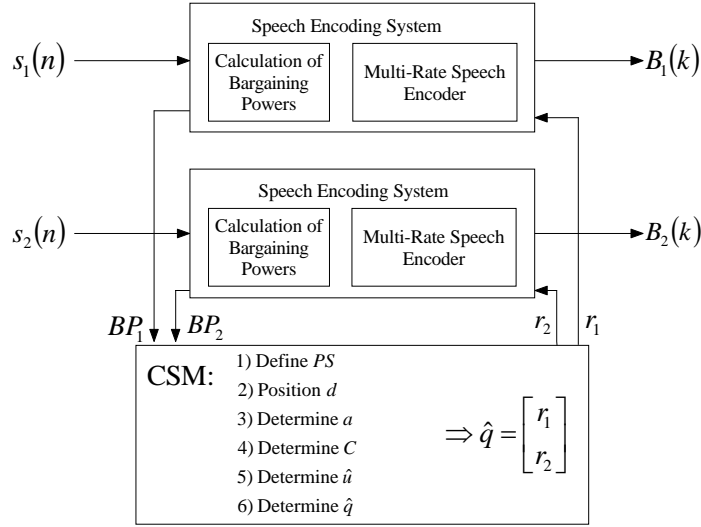 Speech Encoding System
s₁(n)
Calculation of
Bargaining
Powers
Multi-Rate Speech
Encoder
B₁(k)
Speech Encoding System
s₂(n)
Calculation of
Bargaining
Powers
Multi-Rate Speech
Encoder
B₂(k)
BP₁ BP₂ r₂ r₁
CSM:
1) Define PS
2) Position d
3) Determine a
4) Determine C
5) Determine û
6) Determine q̂
⇒ q̂ = [r₁
r₂]